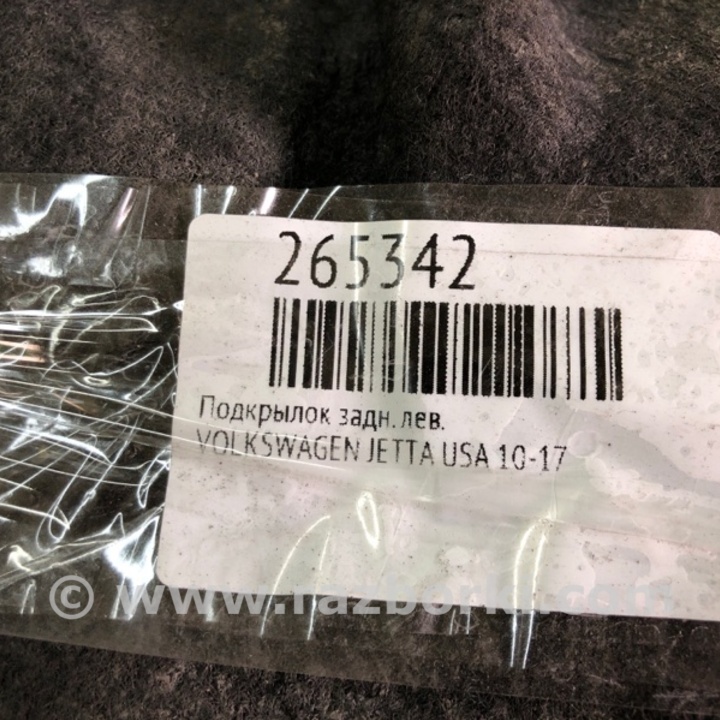 265342
Подкрылок задн. лев.
VOLKSWAGEN JETTA USA 10-17
© www.razborki.com